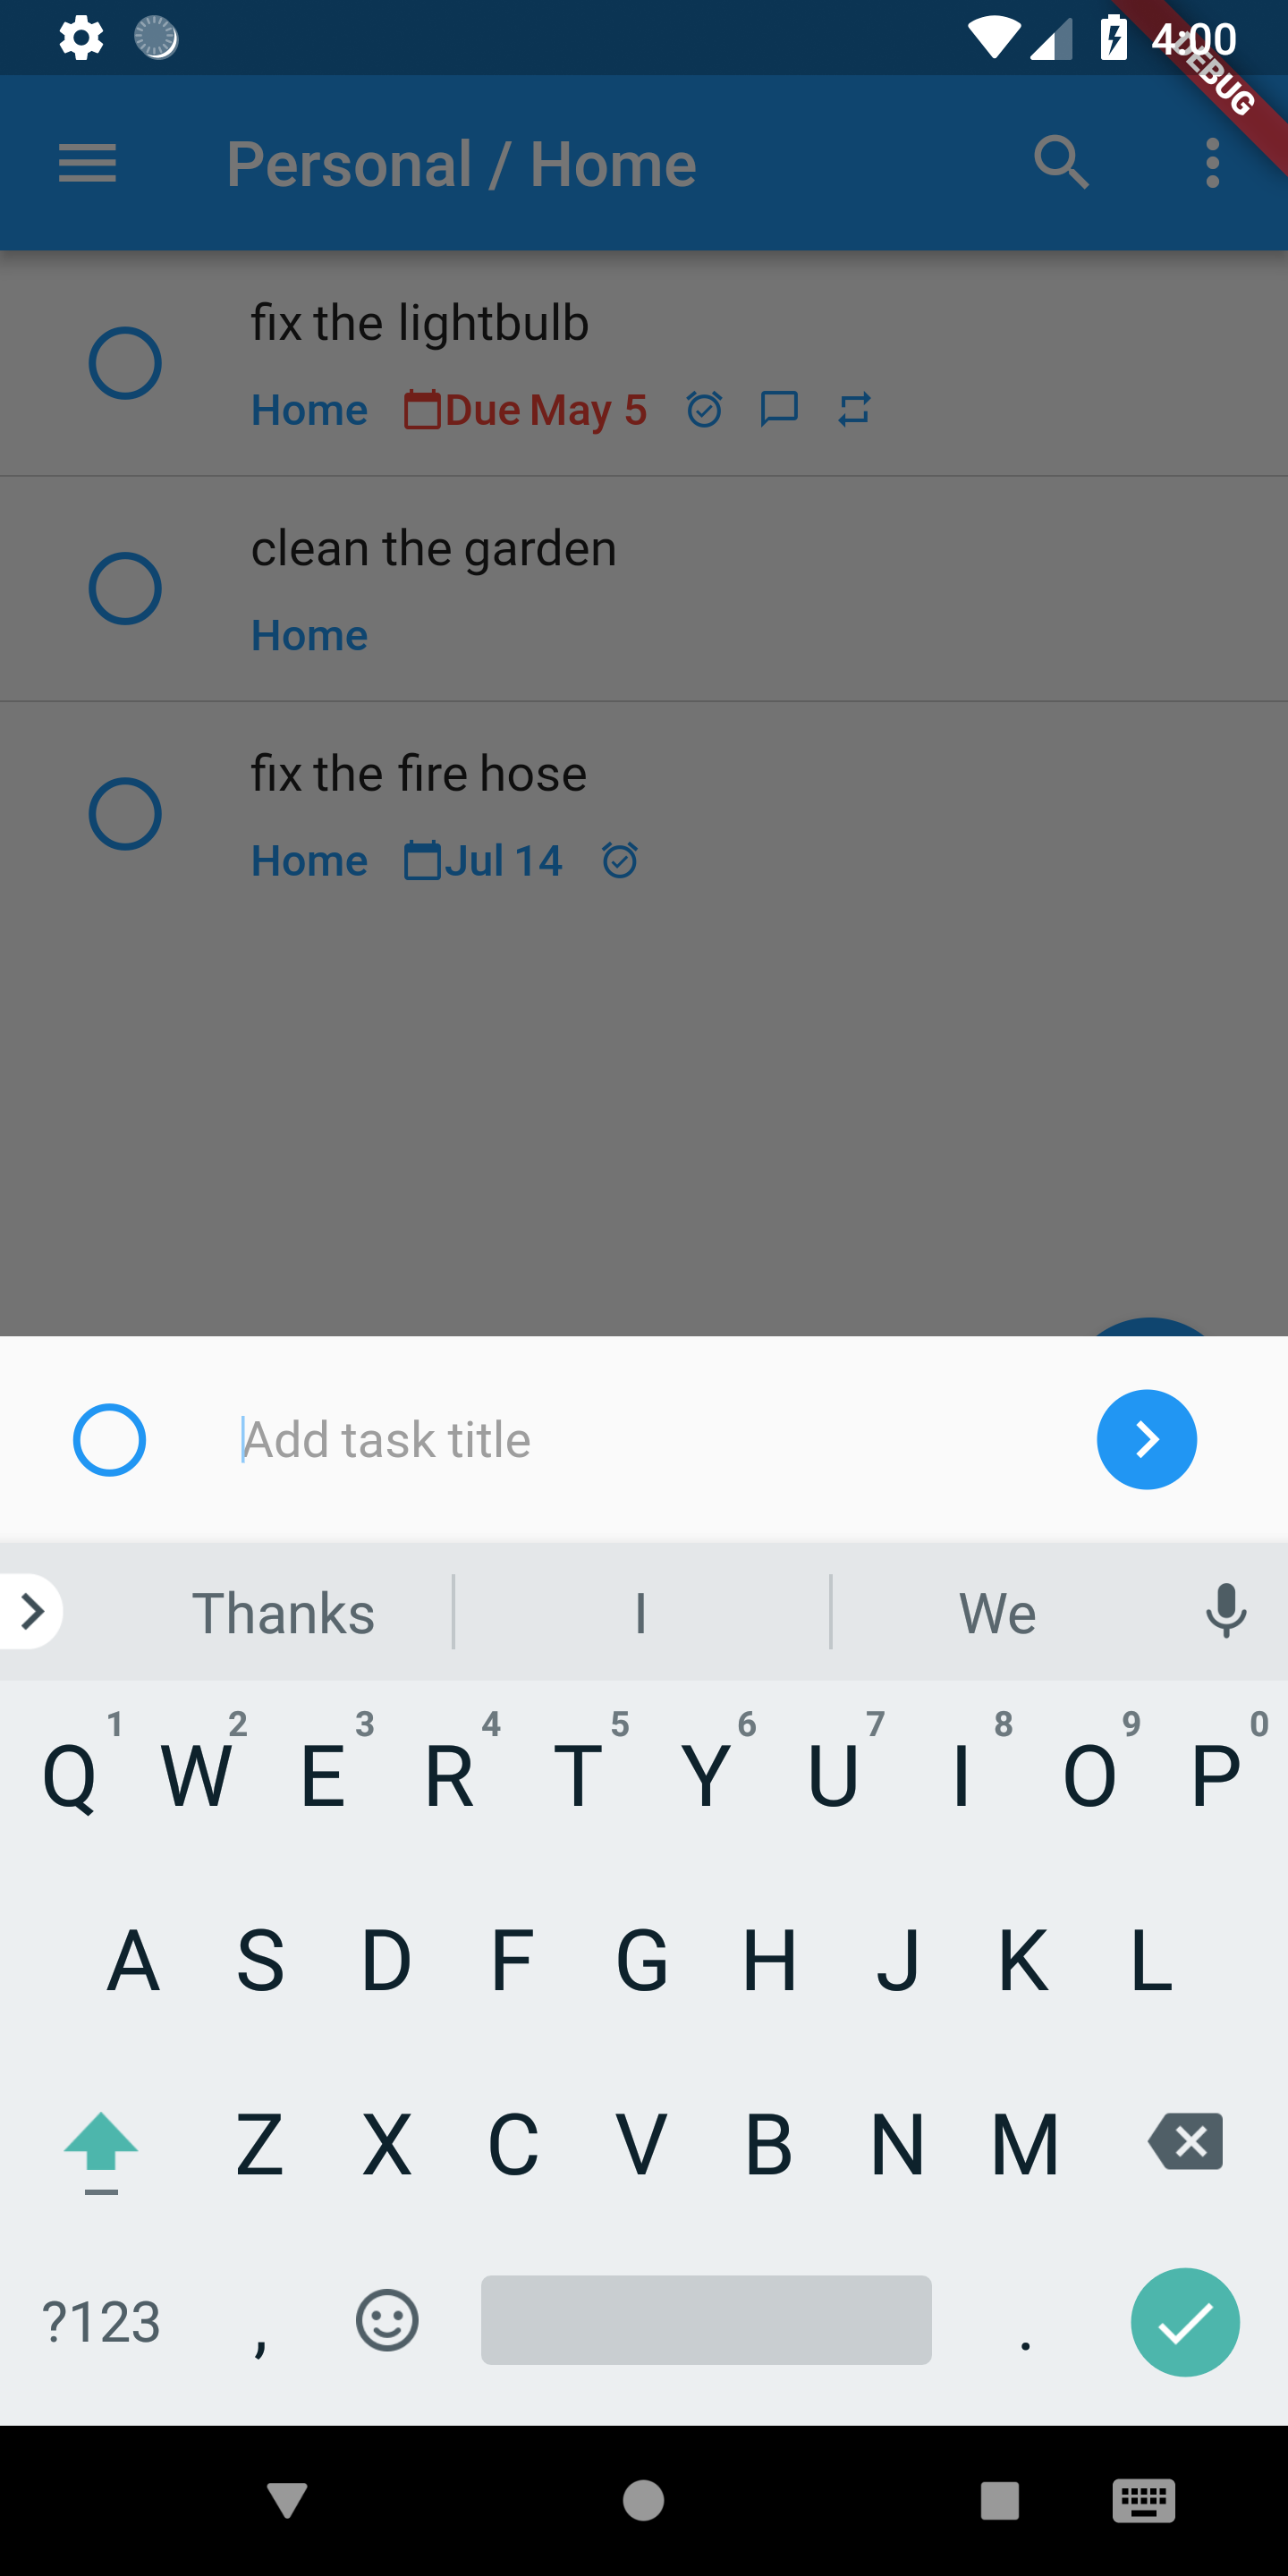 4:00
DEBUG
Personal / Home
fix the lightbulb
Home Due May 5
clean the garden
Home
fix the fire hose
Home Jul 14
Add task title
Thanks I We
1 2 3 4 5 6 7 8 9 0
Q W E R T Y U I O P
A S D F G H J K L
Z X C V B N M
?123 , .